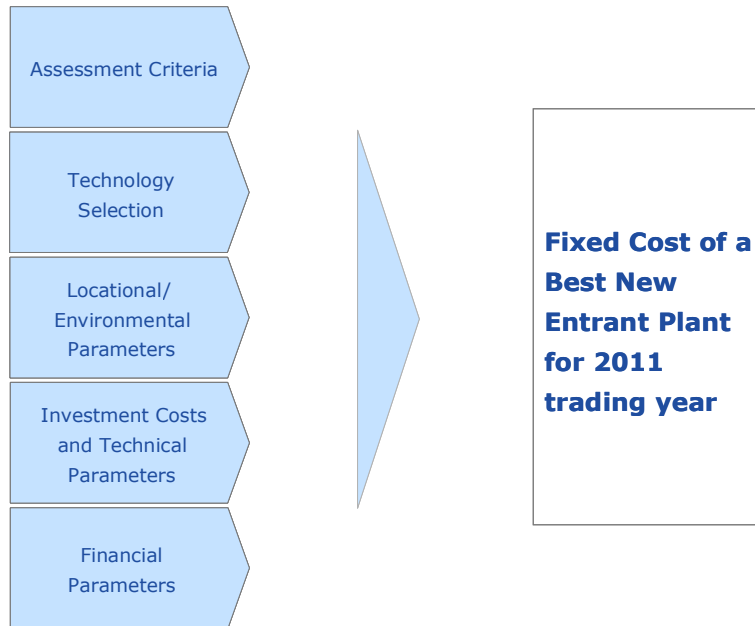 Assessment Criteria
Technology
Selection
Locational/
Environmental
Parameters
Investment Costs
and Technical
Parameters
Financial
Parameters
Fixed Cost of a
Best New
Entrant Plant
for 2011
trading year